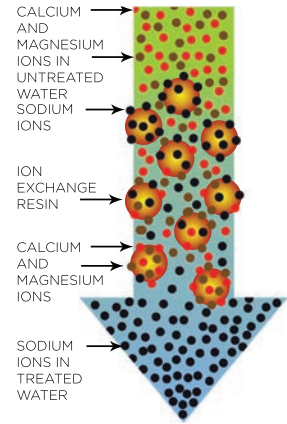 CALCIUM
AND
MAGNESIUM
IONS IN
UNTREATED
WATER
SODIUM
IONS
ION
EXCHANGE
RESIN
CALCIUM
AND
MAGNESIUM
IONS
SODIUM
IONS IN
TREATED
WATER